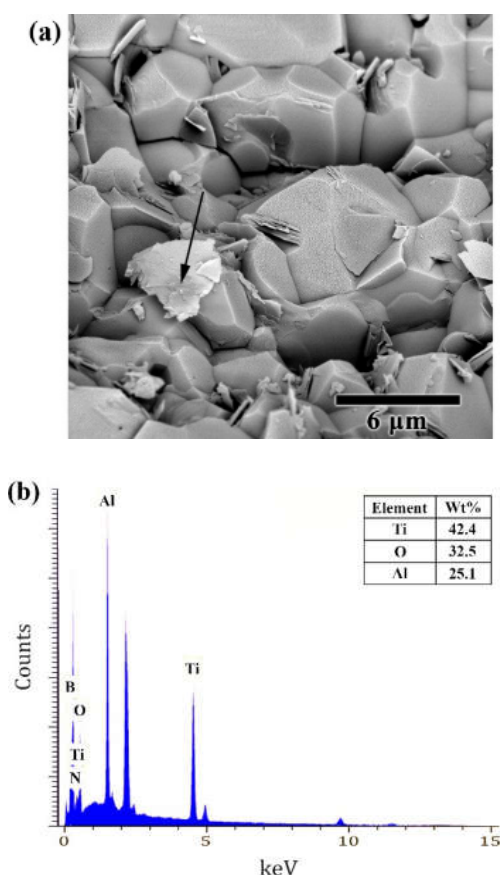 (a)
6 μm
(b)
Al
Element Wt%
Ti 42.4
O 32.5
Al 25.1
Ti
B
O
Ti
N
Counts
0 5 10 15
keV